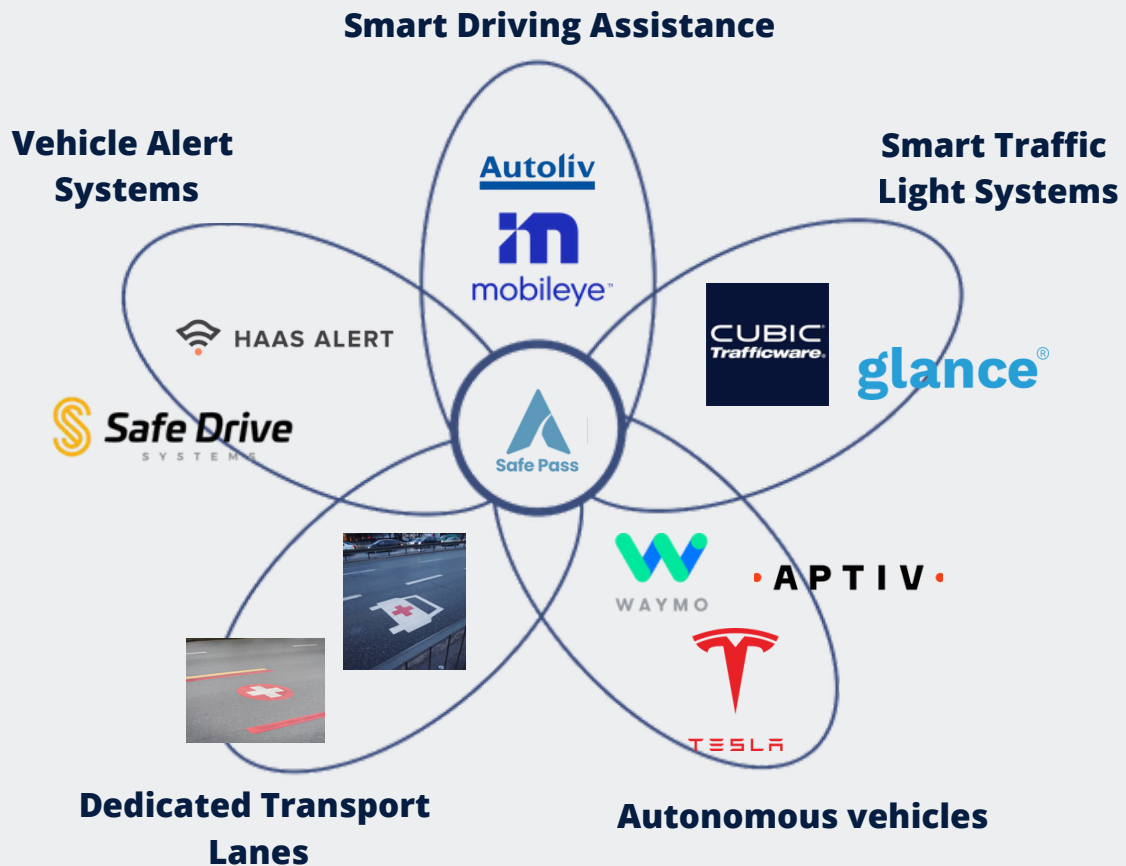 Smart Driving Assistance
Vehicle Alert
Systems
Smart Traffic
Light Systems
Autoliv
mobileye™
HAAS ALERT
Safe Drive
SYSTEMS
CUBIC®
Trafficware®
glance®
Safe Pass
WAYMO
APTIV
TESLA
Dedicated Transport
Lanes
Autonomous vehicles